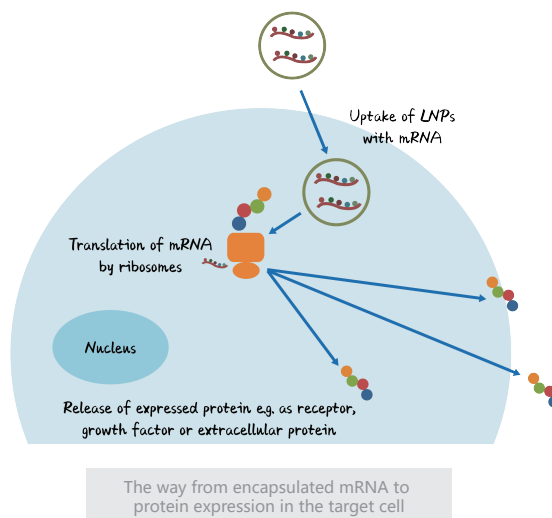 Uptake of LNPs
with mRNA
Translation of mRNA
by ribosomes
Nucleus
Release of expressed protein e.g. as receptor,
growth factor or extracellular protein
The way from encapsulated mRNA to
protein expression in the target cell